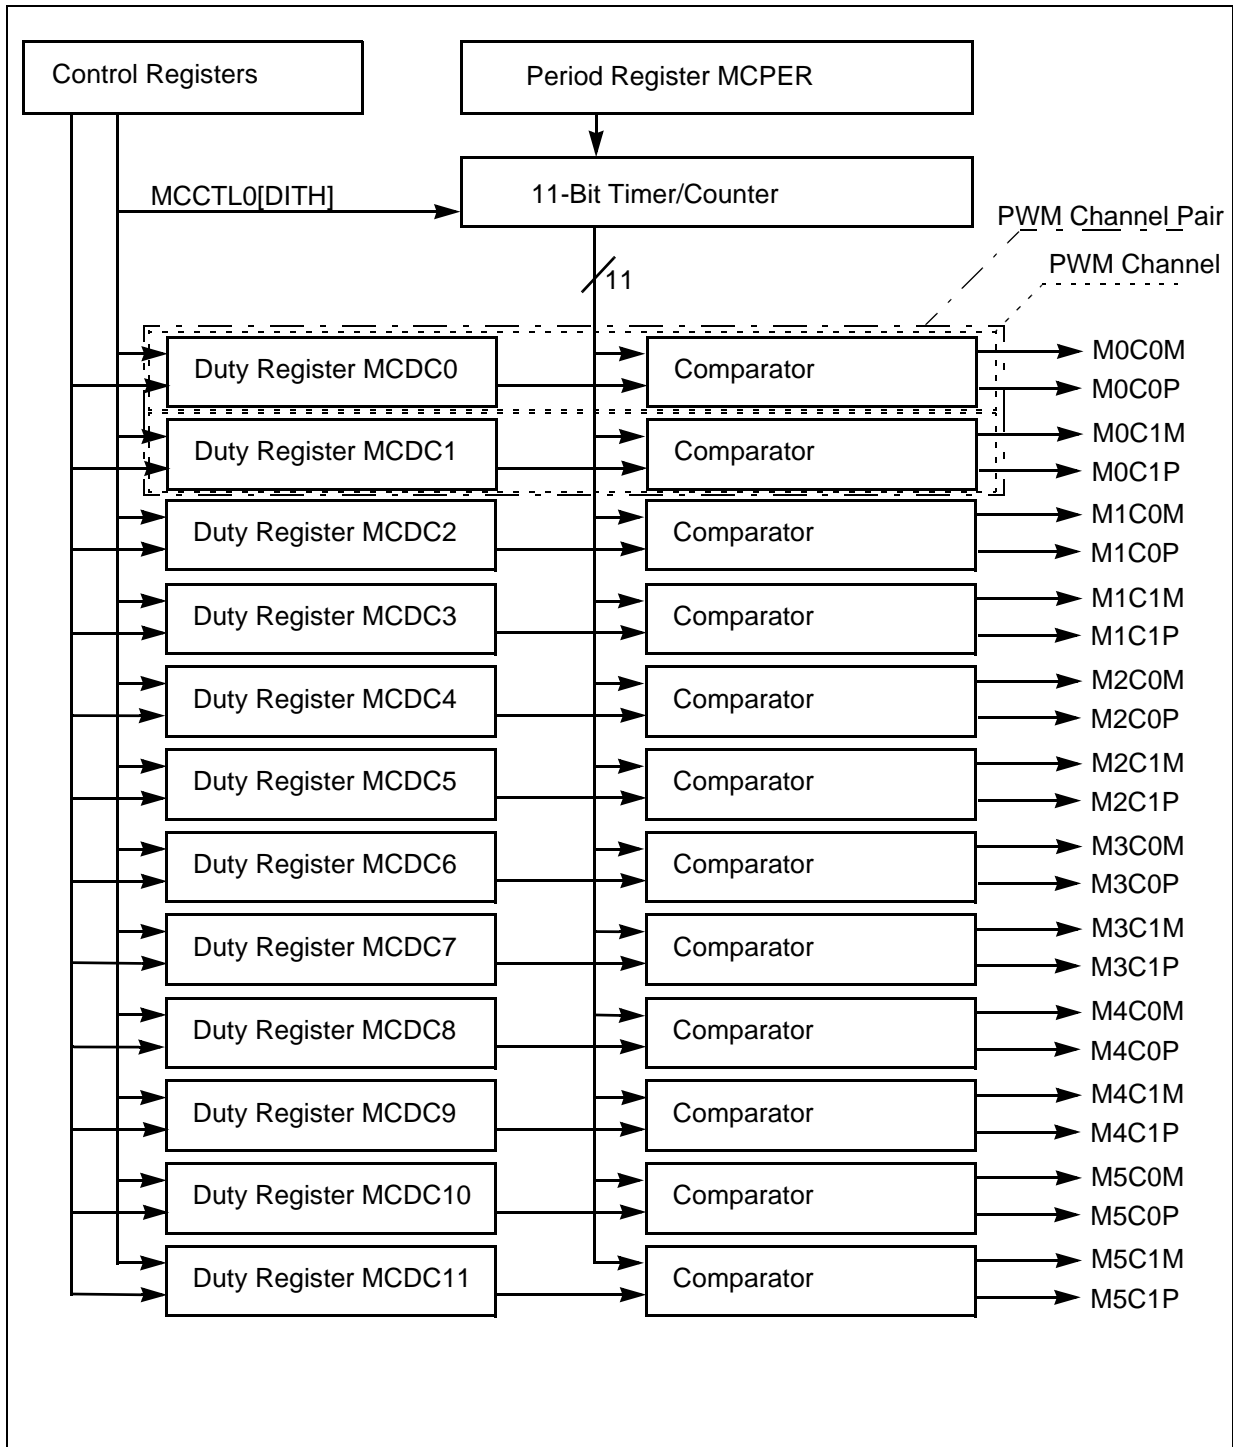 Control Registers
Period Register MCPER
MCCTL0[DITH]
11-Bit Timer/Counter
PWM Channel Pair
PWM Channel
11
Duty Register MCDC0
Comparator
M0C0M
M0C0P
Duty Register MCDC1
Comparator
M0C1M
M0C1P
Duty Register MCDC2
Comparator
M1C0M
M1C0P
Duty Register MCDC3
Comparator
M1C1M
M1C1P
Duty Register MCDC4
Comparator
M2C0M
M2C0P
Duty Register MCDC5
Comparator
M2C1M
M2C1P
Duty Register MCDC6
Comparator
M3C0M
M3C0P
Duty Register MCDC7
Comparator
M3C1M
M3C1P
Duty Register MCDC8
Comparator
M4C0M
M4C0P
Duty Register MCDC9
Comparator
M4C1M
M4C1P
Duty Register MCDC10
Comparator
M5C0M
M5C0P
Duty Register MCDC11
Comparator
M5C1M
M5C1P